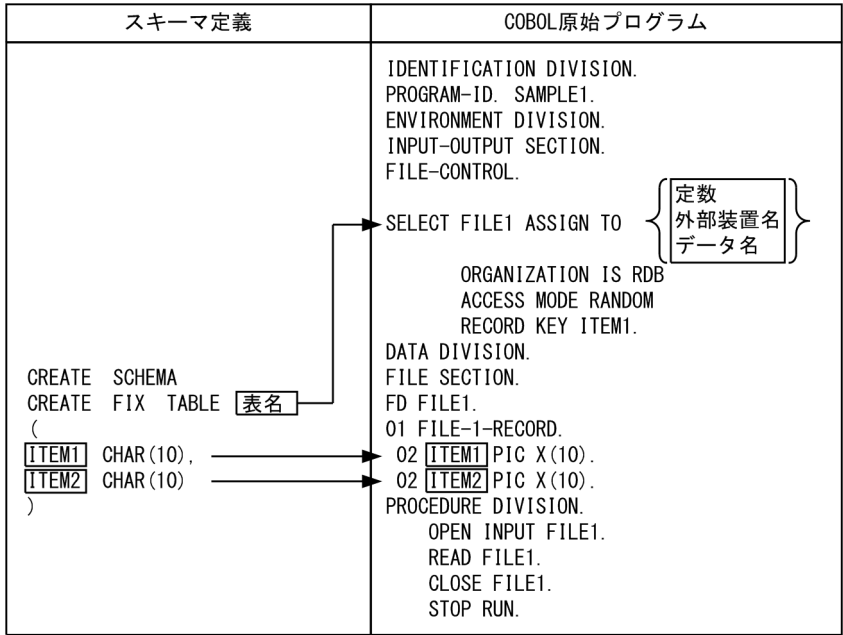 スキーマ定義
COBOL原始プログラム
CREATE SCHEMA
CREATE FIX TABLE 表名
(
ITEM1 CHAR(10),
ITEM2 CHAR(10)
)
IDENTIFICATION DIVISION.
PROGRAM-ID. SAMPLE1.
ENVIRONMENT DIVISION.
INPUT-OUTPUT SECTION.
FILE-CONTROL.
SELECT FILE1 ASSIGN TO
定数
外部装置名
データ名
ORGANIZATION IS RDB
ACCESS MODE RANDOM
RECORD KEY ITEM1.
DATA DIVISION.
FILE SECTION.
FD FILE1.
01 FILE-1-RECORD.
02 ITEM1 PIC X(10).
02 ITEM2 PIC X(10).
PROCEDURE DIVISION.
OPEN INPUT FILE1.
READ FILE1.
CLOSE FILE1.
STOP RUN.